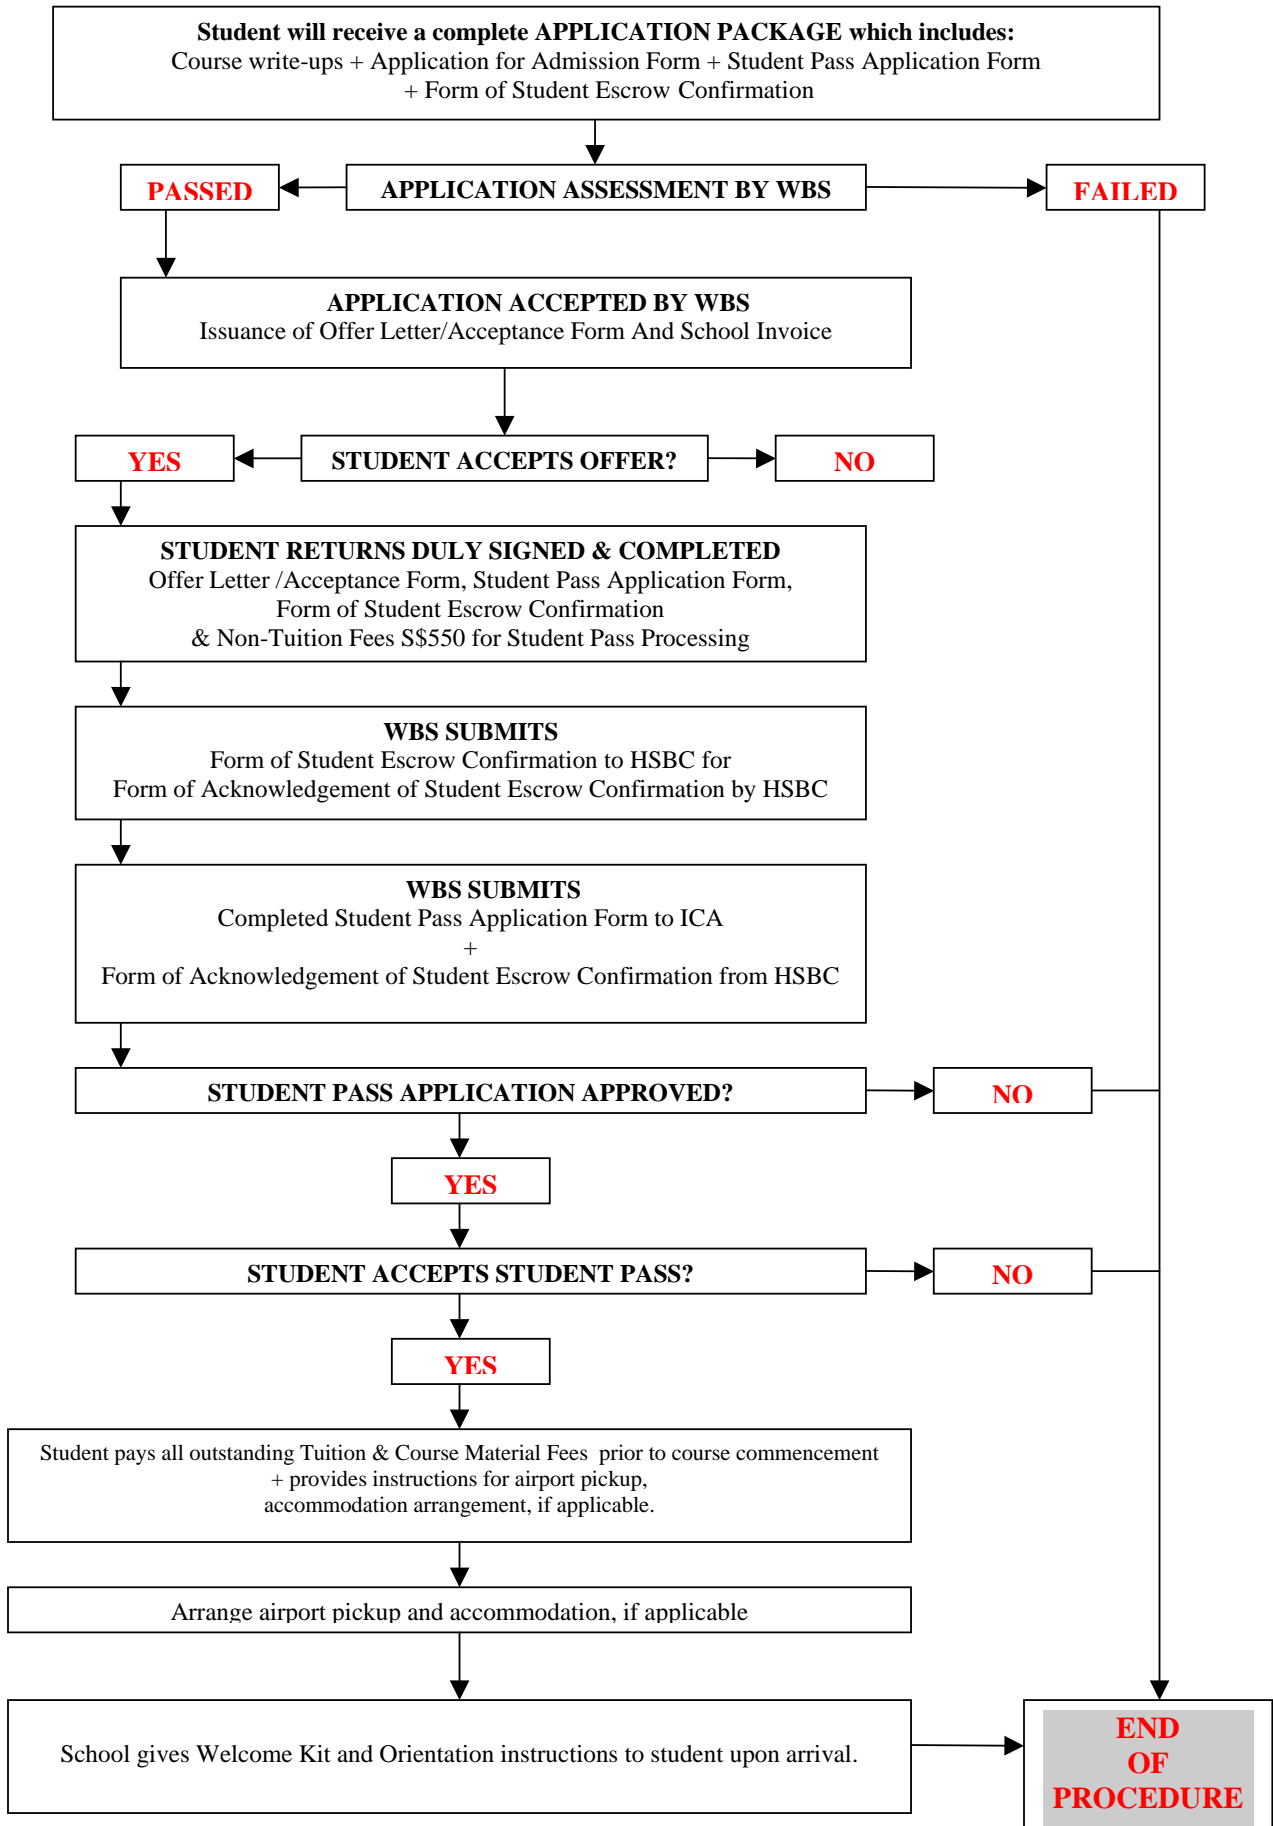 Student will receive a complete APPLICATION PACKAGE which includes:
Course write-ups + Application for Admission Form + Student Pass Application Form
+ Form of Student Escrow Confirmation
PASSED
APPLICATION ASSESSMENT BY WBS
FAILED
APPLICATION ACCEPTED BY WBS
Issuance of Offer Letter/Acceptance Form And School Invoice
YES
STUDENT ACCEPTS OFFER?
NO
STUDENT RETURNS DULY SIGNED & COMPLETED
Offer Letter /Acceptance Form, Student Pass Application Form,
Form of Student Escrow Confirmation
& Non-Tuition Fees S$550 for Student Pass Processing
WBS SUBMITS
Form of Student Escrow Confirmation to HSBC for
Form of Acknowledgement of Student Escrow Confirmation by HSBC
WBS SUBMITS
Completed Student Pass Application Form to ICA
+
Form of Acknowledgement of Student Escrow Confirmation from HSBC
STUDENT PASS APPLICATION APPROVED?
NO
YES
STUDENT ACCEPTS STUDENT PASS?
NO
YES
Student pays all outstanding Tuition & Course Material Fees prior to course commencement
+ provides instructions for airport pickup,
accommodation arrangement, if applicable.
Arrange airport pickup and accommodation, if applicable
School gives Welcome Kit and Orientation instructions to student upon arrival.
END
OF
PROCEDURE